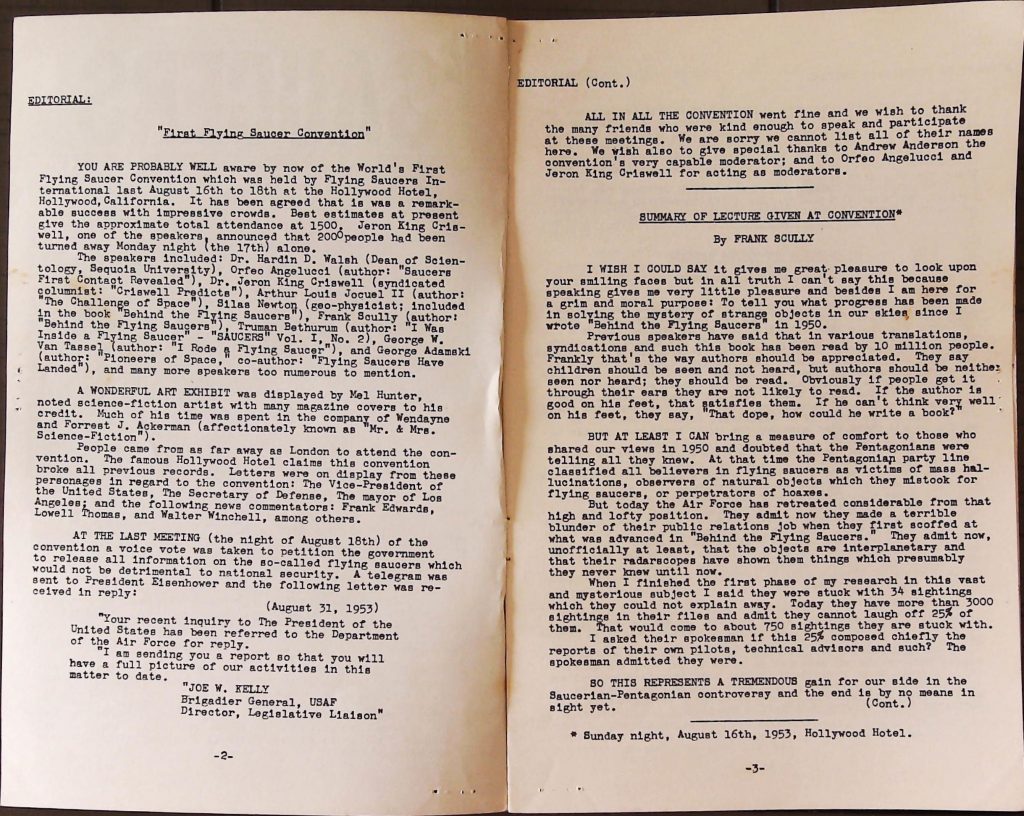 EDITORIAL:
"First Flying Saucer Convention"
YOU ARE PROBABLY WELL aware by now of the World's First
Flying Saucer Convention which was held by Flying Saucers In-
ternational last August 16th to 18th at the Hollywood Hotel,
Hollywood,California. It has been agreed that is was a remark-
able success with impressive crowds. Best estimates at present
give the approximate total attendance at 1500. Jeron King Cris-
well, one of the speakers, announced that 2000 people had been
turned away Monday night (the 17th) alone.
The speakers included: Dr. Hardin D. Walsh (Dean of Scien-
tology, Sequoia University), Orfeo Angelucci (author: "Saucers
First Contact Revealed"), Dr. Jeron King Criswell (syndicated
columnist: "Criswell Predicts"), Arthur Louis Jocuel II (author:
"The Challenge of Space"), Silas Newton (geo-physicist; included
in the book "Behind the Flying Saucers"), Frank Scully (author:
"Behind the Flying Saucers"), Truman Bethurum (author: "I Was
Inside a Flying Saucer" - "SAUCERS" Vol. I, No. 2), George W.
Van Tassel (author: "I Rode a Flying Saucer"), and George Adamski
(author: "Pioneers of Space," co-author: "Flying Saucers Have
Landed"), and many more speakers too numerous to mention.
A WONDERFUL ART EXHIBIT was displayed by Mel Hunter,
noted science-fiction artist with many magazine covers to his
credit. Much of his time was spent in the company of Wendayne
and Forrest J. Ackerman (affectionately known as "Mr. & Mrs.
Science-Fiction").
People came from as far away as London to attend the con-
vention. The famous Hollywood Hotel claims this convention
broke all previous records. Letters were on display from these
personages in regard to the convention: The Vice-President of
the United States, The Secretary of Defense, The mayor of Los
Angeles; and the following news commentators: Frank Edwards,
Lowell Thomas, and Walter Winchell, among others.
AT THE LAST MEETING (the night of August 18th) of the
convention a voice vote was taken to petition the government
to release all information on the so-called flying saucers which
would not be detrimental to national security. A telegram was
sent to President Eisenhower and the following letter was re-
ceived in reply:
(August 31, 1953)
"Your recent inquiry to The President of the
United States has been referred to the Department
of the Air Force for reply.
"I am sending you a report so that you will
have a full picture of our activities in this
matter to date.
"JOE W. KELLY
Brigadier General, USAF
Director, Legislative Liaison"
-2-
EDITORIAL (Cont.)
ALL IN ALL THE CONVENTION went fine and we wish to thank
the many friends who were kind enough to speak and participate
at these meetings. We are sorry we cannot list all of their names
here. We wish also to give special thanks to Andrew Anderson the
convention's very capable moderator; and to Orfeo Angelucci and
Jeron King Criswell for acting as moderators.
SUMMARY OF LECTURE GIVEN AT CONVENTION*
By FRANK SCULLY
I WISH I COULD SAY it gives me great pleasure to look upon
your smiling faces but in all truth I can't say this because
speaking gives me very little pleasure and besides I am here for
a grim and moral purpose: To tell you what progress has been made
in solving the mystery of strange objects in our skies since I
wrote "Behind the Flying Saucers" in 1950.
Previous speakers have said that in various translations,
syndications and such this book has been read by 10 million people.
Frankly that's the way authors should be appreciated. They say
children should be seen and not heard, but authors should be neither
seen nor heard; they should be read. Obviously if people get it
through their ears they are not likely to read. If the author is
good on his feet, that satisfies them. If he can't think very well
on his feet, they say, "That dope, how could he write a book?"
BUT AT LEAST I CAN bring a measure of comfort to those who
shared our views in 1950 and doubted that the Pentagonians were
telling all they knew. At that time the Pentagonian party line
classified all believers in flying saucers as victims of mass hal-
lucinations, observers of natural objects which they mistook for
flying saucers, or perpetrators of hoaxes.
But today the Air Force has retreated considerable from that
high and lofty position. They admit now they made a terrible
blunder of their public relations job when they first scoffed at
what was advanced in "Behind the Flying Saucers." They admit now,
unofficially at least, that the objects are interplanetary and
that their radarscopes have shown them things which presumably
they never knew until now.
When I finished the first phase of my research in this vast
and mysterious subject I said they were stuck with 34 sightings
which they could not explain away. Today they have more than 3000
sightings in their files and admit they cannot laugh off 25% of
them. That would come to about 750 sightings they are stuck with.
I asked their spokesman if this 25% composed chiefly the
reports of their own pilots, technical advisors and such? The
spokesman admitted they were.
SO THIS REPRESENTS A TREMENDOUS gain for our side in the
Saucerian-Pentagonian controversy and the end is by no means in
sight yet.
(Cont.)
* Sunday night, August 16th, 1953, Hollywood Hotel.
-3-